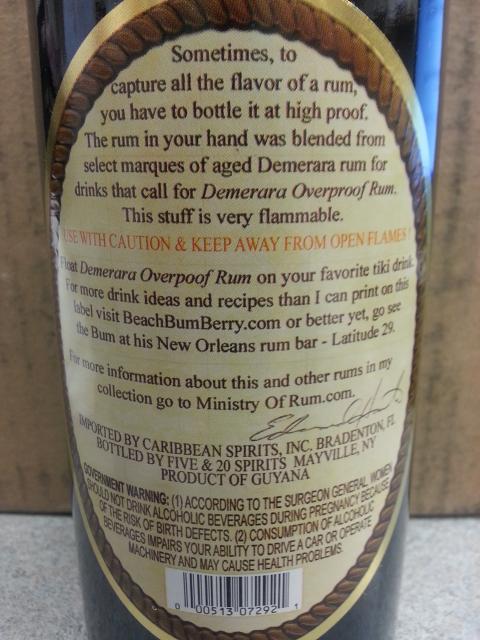 Sometimes, to
capture all the flavor of a rum,
you have to bottle it at high proof.
The rum in your hand was blended from
select marques of aged Demerara rum for
drinks that call for Demerara Overproof Rum.
This stuff is very flammable.
USE WITH CAUTION & KEEP AWAY FROM OPEN FLAMES!
Float Demerara Overpoof Rum on your favorite tiki drink.
For more drink ideas and recipes than I can print on this
label visit BeachBumBerry.com or better yet, go see
the Bum at his New Orleans rum bar - Latitude 29.
For more information about this and other rums in my
collection go to Ministry Of Rum.com.
IMPORTED BY CARIBBEAN SPIRITS, INC. BRADENTON, FL
BOTTLED BY FIVE & 20 SPIRITS MAYVILLE, NY
PRODUCT OF GUYANA
GOVERNMENT WARNING: (1) ACCORDING TO THE SURGEON GENERAL, WOMEN
SHOULD NOT DRINK ALCOHOLIC BEVERAGES DURING PREGNANCY BECAUSE
OF THE RISK OF BIRTH DEFECTS. (2) CONSUMPTION OF ALCOHOLIC
BEVERAGES IMPAIRS YOUR ABILITY TO DRIVE A CAR OR OPERATE
MACHINERY AND MAY CAUSE HEALTH PROBLEMS.
0 00513 07292 1